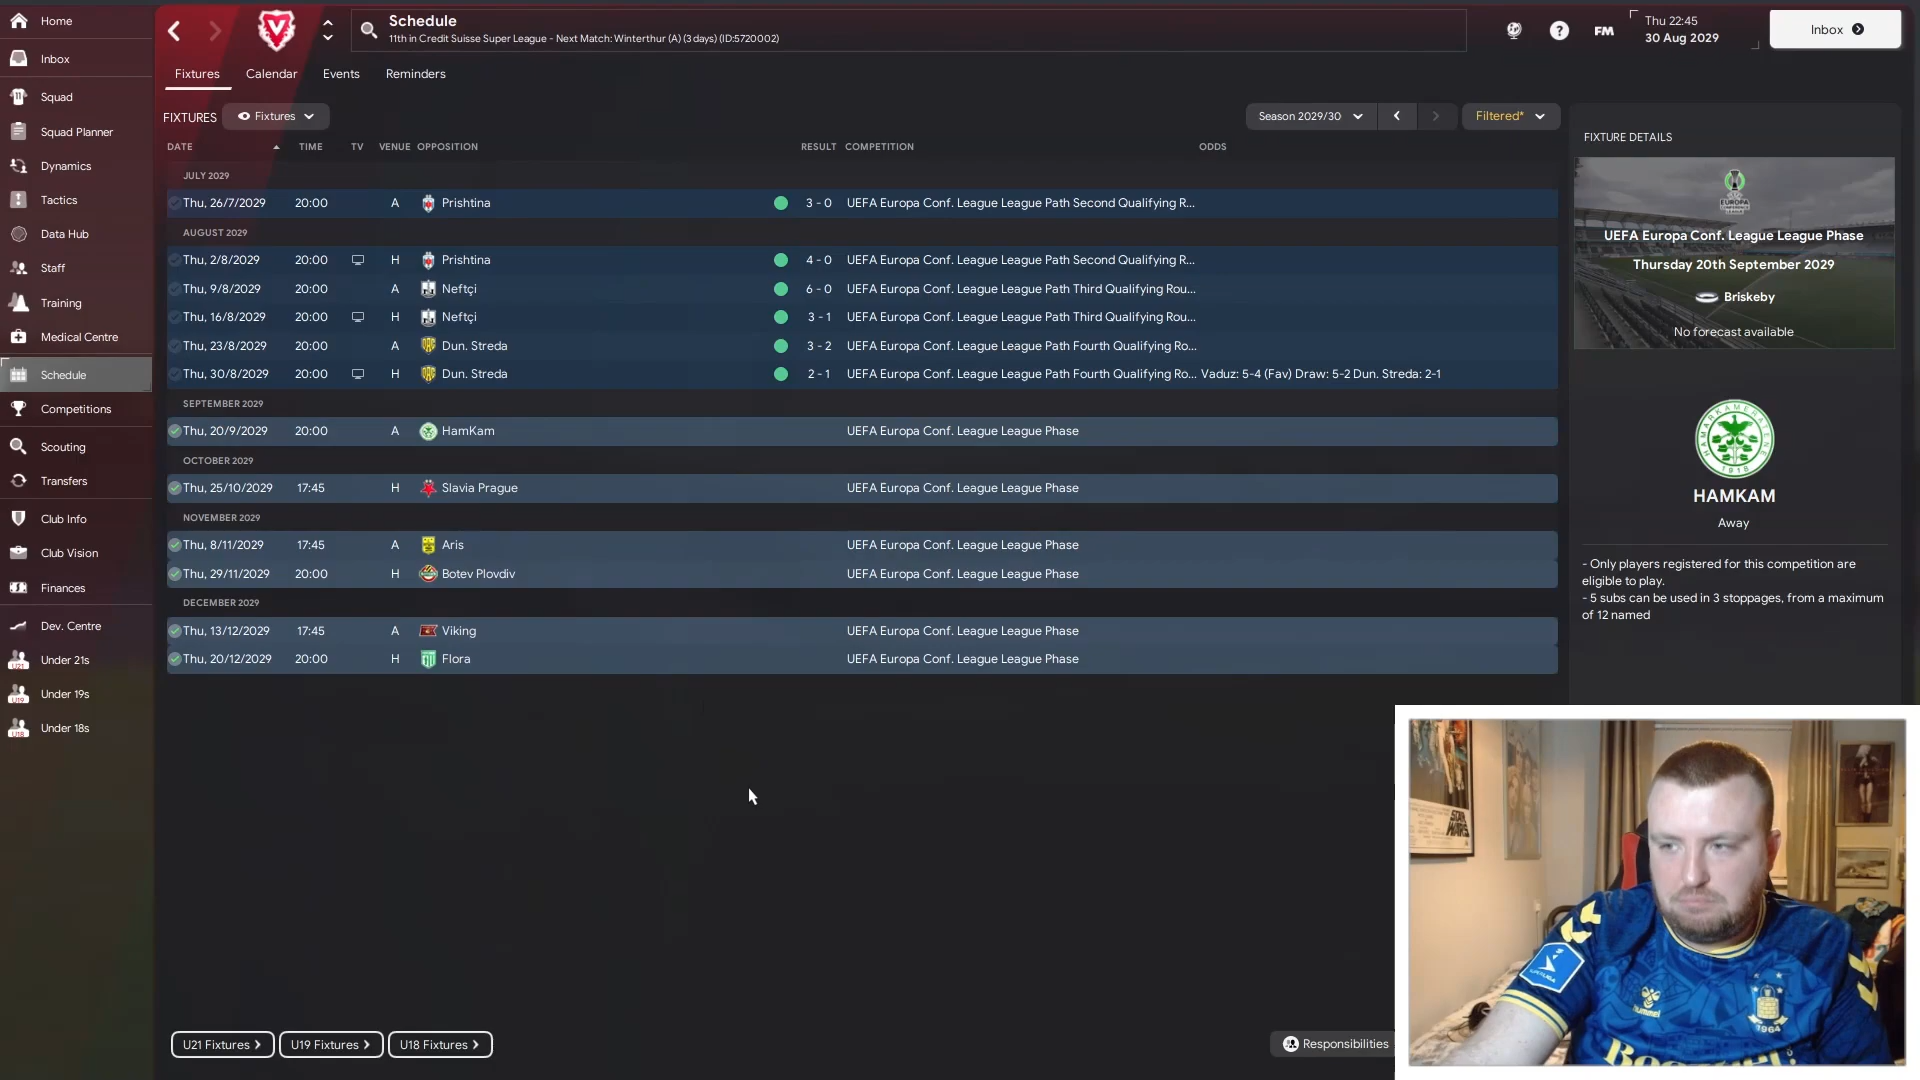 Home
Inbox
Squad
Squad Planner
Dynamics
Tactics
Data Hub
Staff
Training
Medical Centre
Schedule
Competitions
Scouting
Transfers
Club Info
Club Vision
Finances
Dev. Centre
Under 21s
Under 19s
Under 18s
Schedule
11th in Credit Suisse Super League - Next Match: Winterthur (A) (3 days) (ID:5720002)
FM
Thu 22:45
30 Aug 2029
Inbox
Fixtures Calendar Events Reminders
FIXTURES Fixtures Season 2029/30 Filtered*
DATE TIME TV VENUE OPPOSITION RESULT COMPETITION ODDS
JULY 2029
Thu, 26/7/2029 20:00 A Prishtina 3 - 0 UEFA Europa Conf. League League Path Second Qualifying R...
AUGUST 2029
Thu, 2/8/2029 20:00 H Prishtina 4 - 0 UEFA Europa Conf. League League Path Second Qualifying R...
Thu, 9/8/2029 20:00 A Neftçi 6 - 0 UEFA Europa Conf. League League Path Third Qualifying Rou...
Thu, 16/8/2029 20:00 H Neftçi 3 - 1 UEFA Europa Conf. League League Path Third Qualifying Rou...
Thu, 23/8/2029 20:00 A Dun. Streda 3 - 2 UEFA Europa Conf. League League Path Fourth Qualifying Ro...
Thu, 30/8/2029 20:00 H Dun. Streda 2 - 1 UEFA Europa Conf. League League Path Fourth Qualifying Ro... Vaduz: 5-4 (Fav) Draw: 5-2 Dun. Streda: 2-1
SEPTEMBER 2029
Thu, 20/9/2029 20:00 A HamKam UEFA Europa Conf. League League Phase
OCTOBER 2029
Thu, 25/10/2029 17:45 H Slavia Prague UEFA Europa Conf. League League Phase
NOVEMBER 2029
Thu, 8/11/2029 17:45 A Aris UEFA Europa Conf. League League Phase
Thu, 29/11/2029 20:00 H Botev Plovdiv UEFA Europa Conf. League League Phase
DECEMBER 2029
Thu, 13/12/2029 17:45 A Viking UEFA Europa Conf. League League Phase
Thu, 20/12/2029 20:00 H Flora UEFA Europa Conf. League League Phase
FIXTURE DETAILS
UEFA Europa Conf. League League Phase
Thursday 20th September 2029
Briskeby
No forecast available
HAMKAM
Away
- Only players registered for this competition are
eligible to play.
- 5 subs can be used in 3 stoppages, from a maximum
of 12 named
U21 Fixtures U19 Fixtures U18 Fixtures
Responsibilities
STAR
WARS
hummel
1964